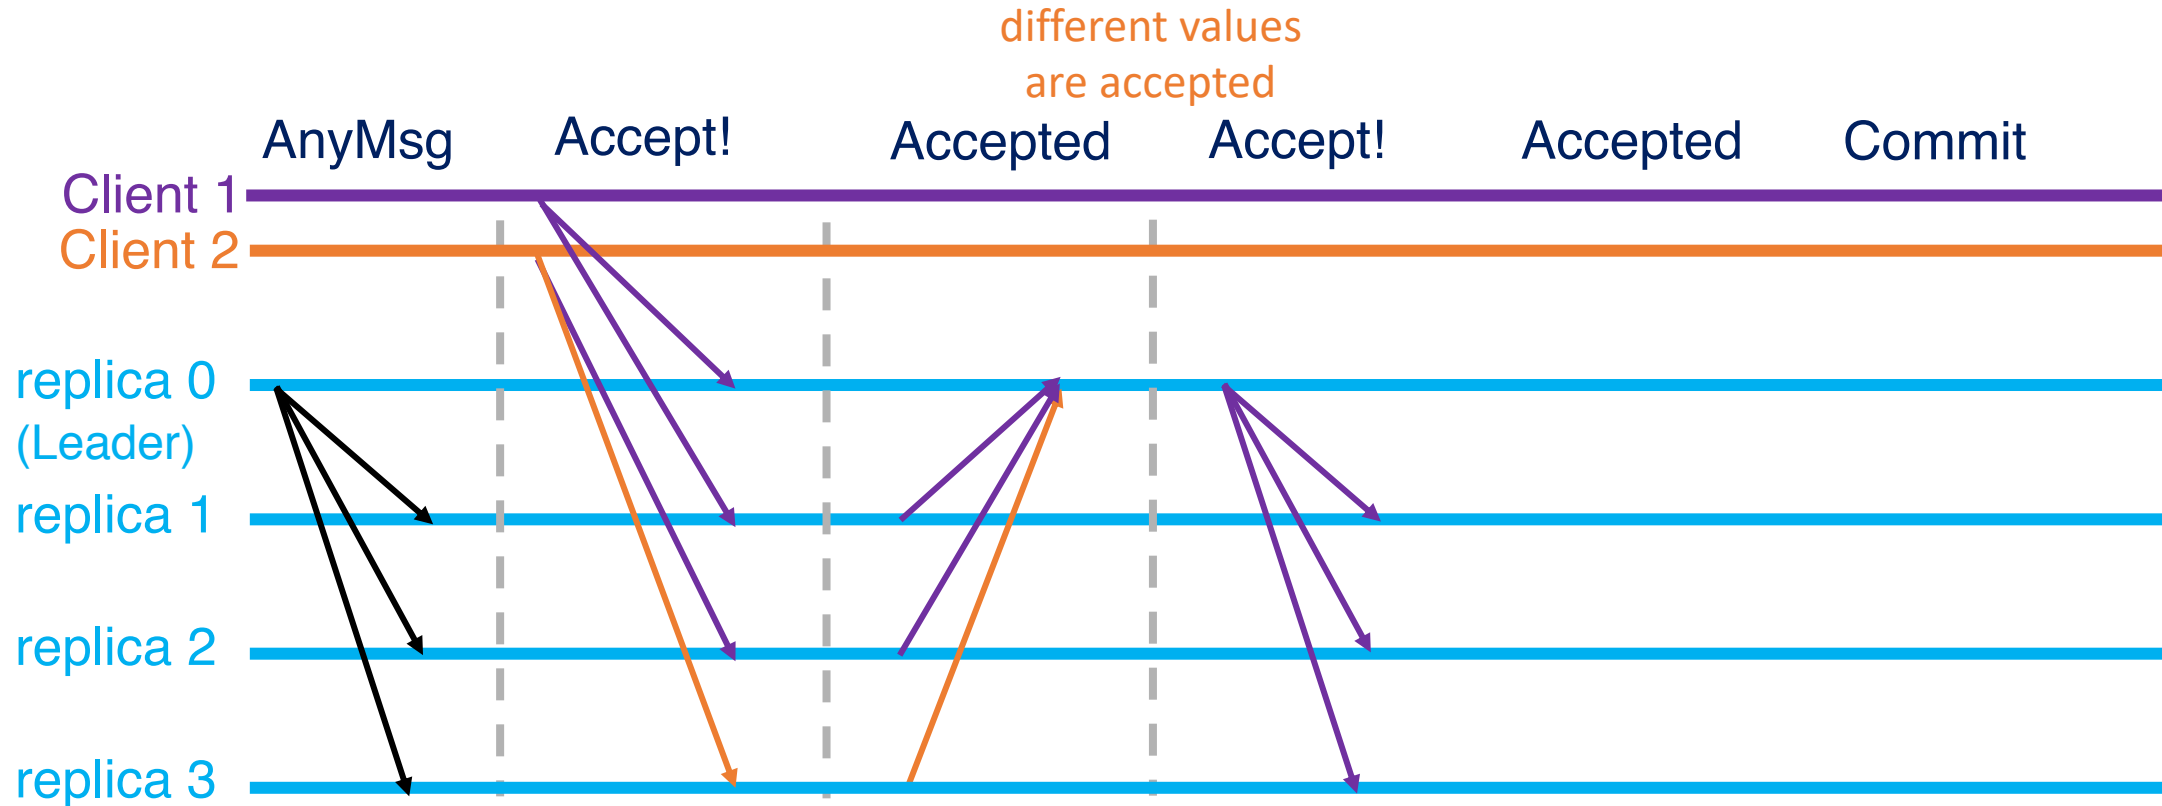 different values
are accepted
AnyMsg
Accept!
Accepted
Accept!
Accepted
Commit
Client 1
Client 2
replica 0
(Leader)
replica 1
replica 2
replica 3